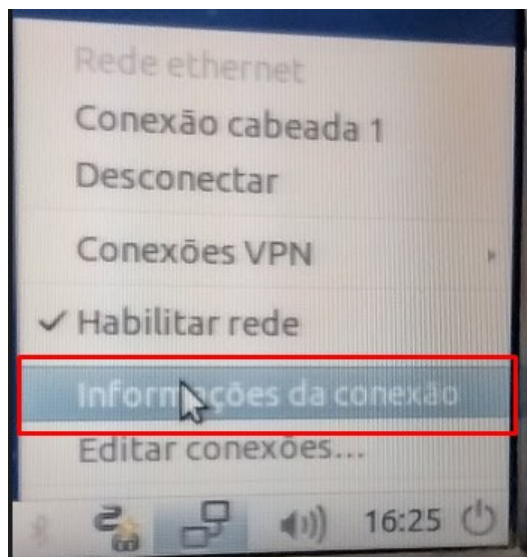 Rede ethernet
Conexão cabeada 1
Desconectar
Conexões VPN
Habilitar rede
Informações da conexão
Editar conexões...
16:25